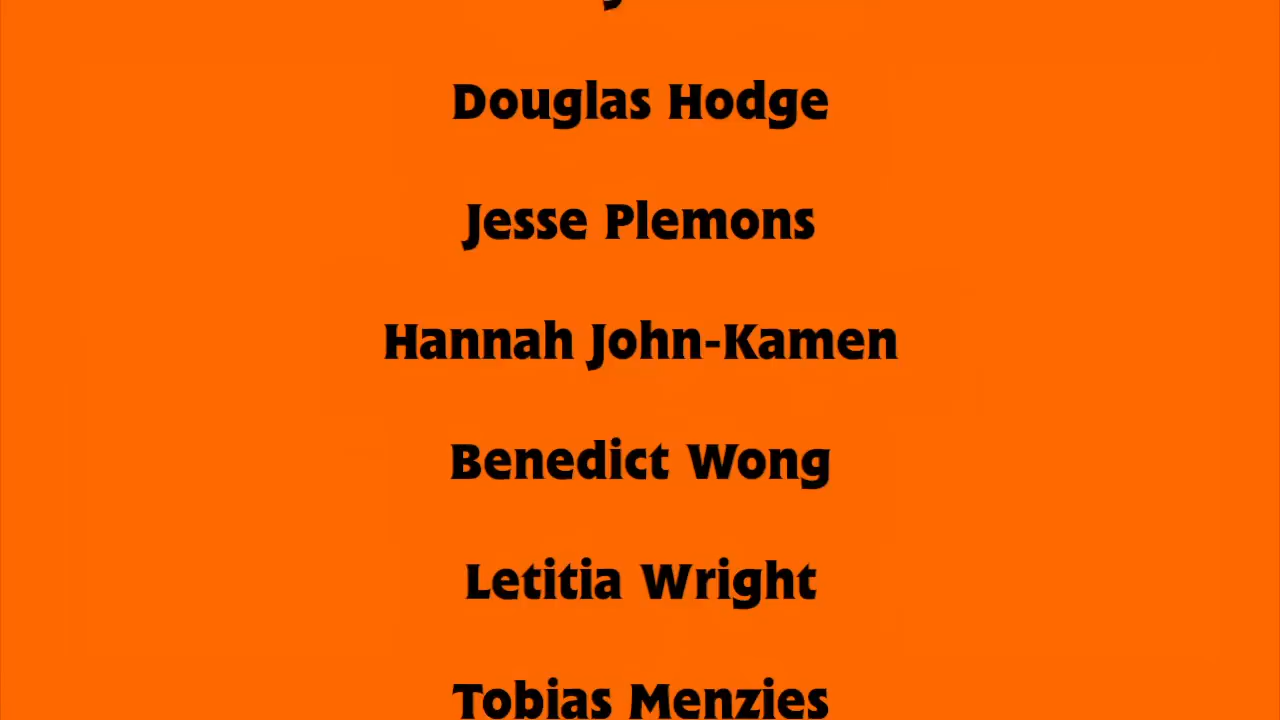 Douglas Hodge
Jesse Plemons
Hannah John-Kamen
Benedict Wong
Letitia Wright
Tobias Menzies